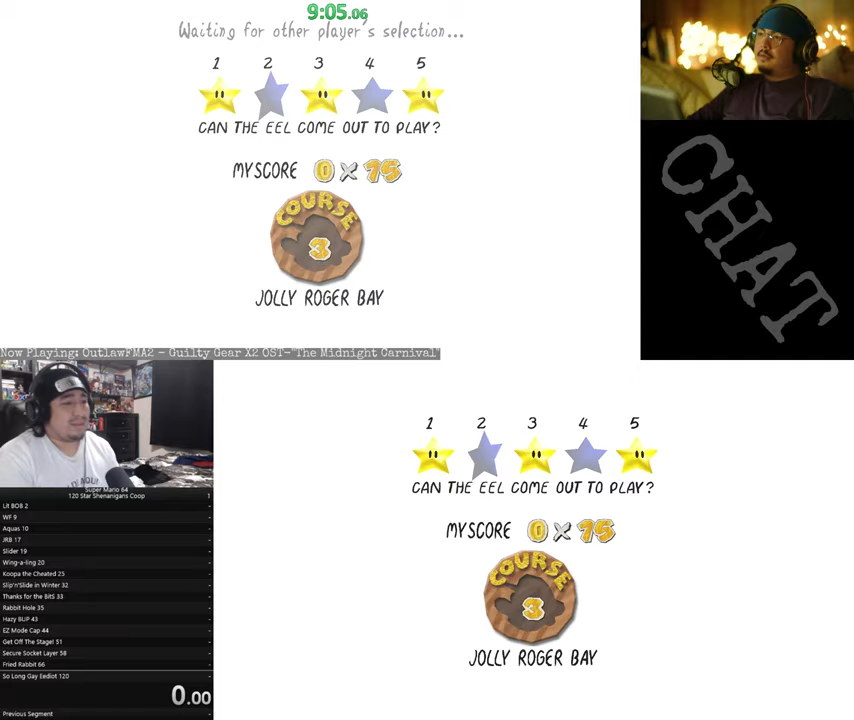 9:05.06
Waiting for other player's selection...
1 2 3 4 5
CAN THE EEL COME OUT TO PLAY?
MY SCORE 0 × 75
COURSE
3
JOLLY ROGER BAY
CHAT
Now Playing: OutlawFMA2 - Guilty Gear X2 OST-"The Midnight Carnival"
1 2 3 4 5
CAN THE EEL COME OUT TO PLAY?
MY SCORE 0 × 75
COURSE
3
JOLLY ROGER BAY
Super Mario 64
120 Star Shenanigans Coop 1
Lit BOB 2 -
WF 9 -
Aquas 10 -
JRB 17 -
Slider 19 -
Wing-a-ling 20 -
Koopa the Cheated 25 -
Slip'n'Slide in Winter 32 -
Thanks for the BitS 33 -
Rabbit Hole 35 -
Hazy BUP 43 -
EZ Mode Cap 44 -
Get Off The Stage! 51 -
Secure Socket Layer 58 -
Fried Rabbit 66 -
So Long Gay Eediot 120 -
0.00
Previous Segment -